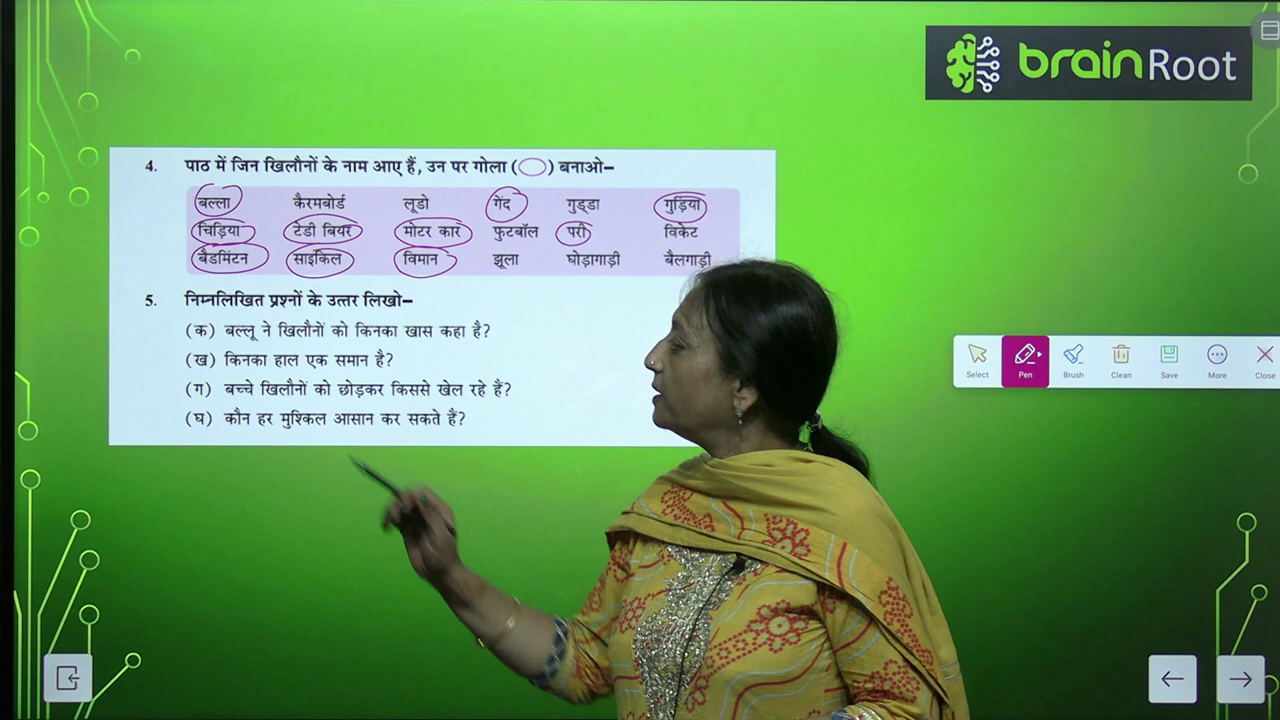 brainRoot
4. पाठ में जिन खिलौनों के नाम आए हैं, उन पर गोला ( ) बनाओ–
बल्ला कैरमबोर्ड लूडो गेंद गुड्डा गुड़िया
चिड़िया टेडी बियर मोटर कार फुटबॉल परी विकेट
बैडमिंटन साइकिल विमान झूला घोड़ागाड़ी बैलगाड़ी
5. निम्नलिखित प्रश्नों के उत्तर लिखो–
(क) बल्लू ने खिलौनों को किनका खास कहा है?
(ख) किनका हाल एक समान है?
(ग) बच्चे खिलौनों को छोड़कर किससे खेल रहे हैं?
(घ) कौन हर मुश्किल आसान कर सकते हैं?
Select Pen Brush Clean Save More Close